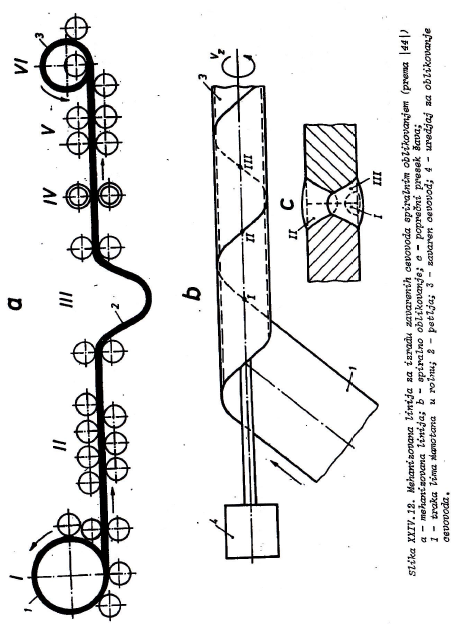 a
I
II
III
IV
V
VI
1
2
3
b
1
I
II
III
3
4
V₂
c
II
III
I
Slika XXIV.12. Mehanizovana linija za izradu zavarenih cevovoda spiralnim oblikovanjem (prema |44|)
a - mehanizovana linija; b - spiralno oblikovanje; c - poprečni presek šava;
1 - traka lima namotana u rolnu; 2 - petlja; 3 - zavaren cevovod; 4 - uredjaj za oblikovanje
cevovoda.